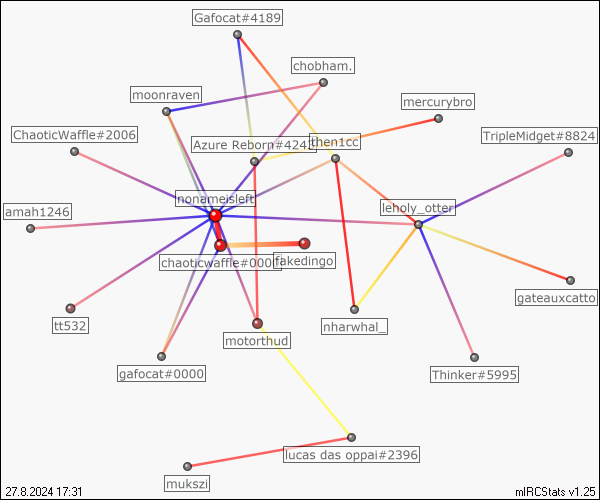 Gafocat#4189
chobham.
moonraven
mercurybro
ChaoticWaffle#2006
Azure Reborn#4243
then1cc
TripleMidget#8824
nonameisleft
amah1246
leholy_otter
chaoticwaffle#000
fakedingo
gateauxcatto
tt532
motorthud
nharwhal_
gafocat#0000
Thinker#5995
lucas das oppai#2396
mukszi
27.8.2024 17:31
mIRCStats v1.25